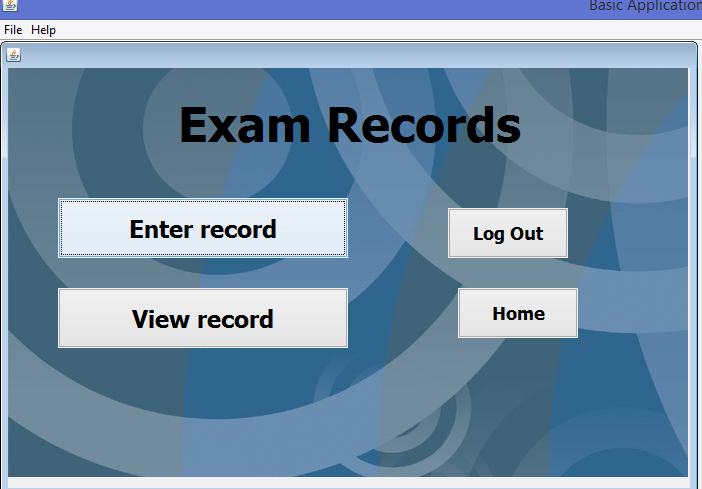 Basic Application
File Help
Exam Records
Enter record
Log Out
View record
Home